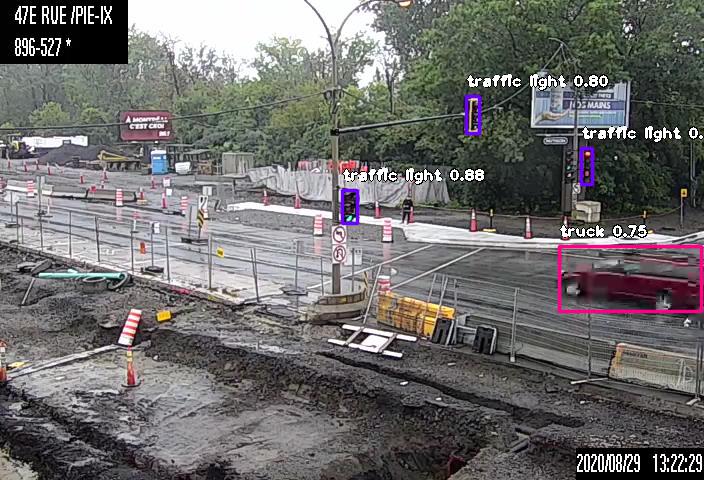 47E RUE /PIE-IX
896-527 *
traffic light 0.80
À MONTRÉAL
C'EST CHOI
NOS MAINS
traffic light 0.
traffic light 0.88
truck 0.75
2020/08/29 13:22:29